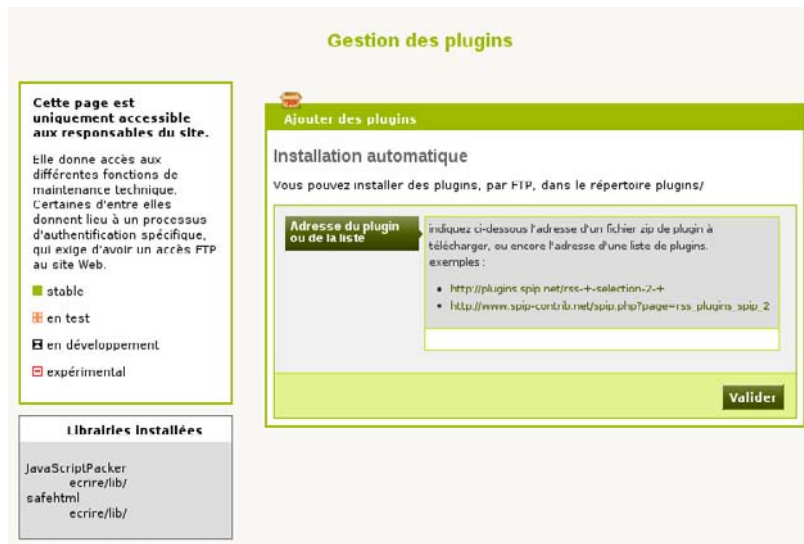 Gestion des plugins
Cette page est
uniquement accessible
aux responsables du site.
Elle donne accès aux
différentes fonctions de
maintenance technique.
Certaines d'entre elles
donnent lieu à un processus
d'authentification spécifique,
qui exige d'avoir un accès FTP
au site Web.
stable
en test
en développement
expérimental
Librairies installées
JavaScriptPacker
ecrire/lib/
safehtml
ecrire/lib/
Ajouter des plugins
Installation automatique
Vous pouvez installer des plugins, par FTP, dans le répertoire plugins/
Adresse du plugin
ou de la liste
indiquez ci-dessous l'adresse d'un fichier zip de plugin à
télécharger, ou encore l'adresse d'une liste de plugins.
exemples :
http://plugins.spip.net/rss-+-selection-2-+
http://www.spip-contrib.net/spip.php?page=rss_plugins_spip_2
Valider